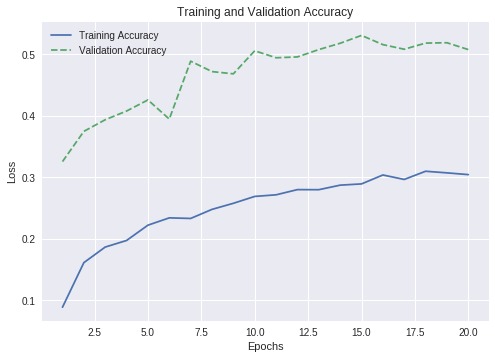 Training and Validation Accuracy
Training Accuracy
Validation Accuracy
0.5
0.4
0.3
0.2
0.1
Loss
2.5 5.0 7.5 10.0 12.5 15.0 17.5 20.0
Epochs